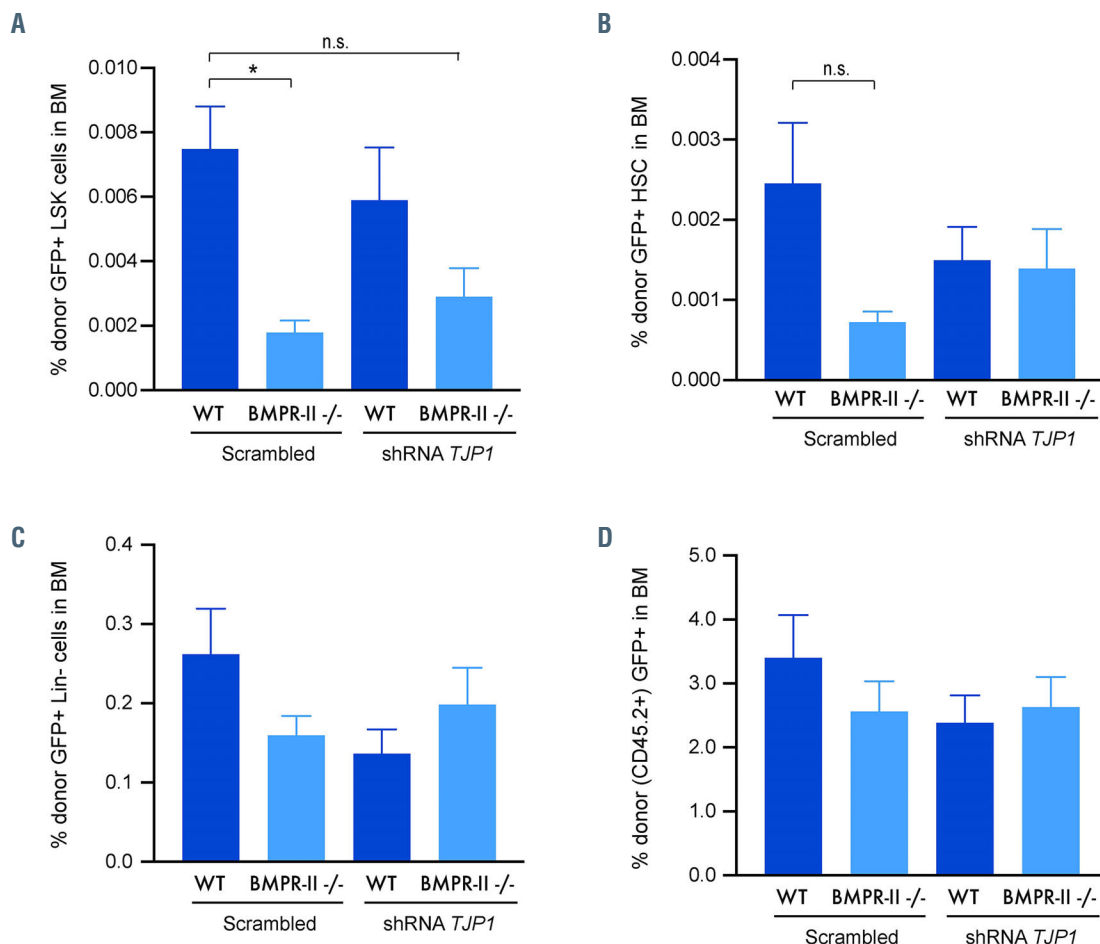 A
% donor GFP+ LSK cells in BM
n.s.
*
0.010
0.008
0.006
0.004
0.002
0.000
WT BMPR-II -/- WT BMPR-II -/-
Scrambled shRNA TJP1
B
% donor GFP+ HSC in BM
n.s.
0.004
0.003
0.002
0.001
0.000
WT BMPR-II -/- WT BMPR-II -/-
Scrambled shRNA TJP1
C
% donor GFP+ Lin- cells in BM
0.4
0.3
0.2
0.1
0.0
WT BMPR-II -/- WT BMPR-II -/-
Scrambled shRNA TJP1
D
% donor (CD45.2+) GFP+ in BM
5.0
4.0
3.0
2.0
1.0
0.0
WT BMPR-II -/- WT BMPR-II -/-
Scrambled shRNA TJP1